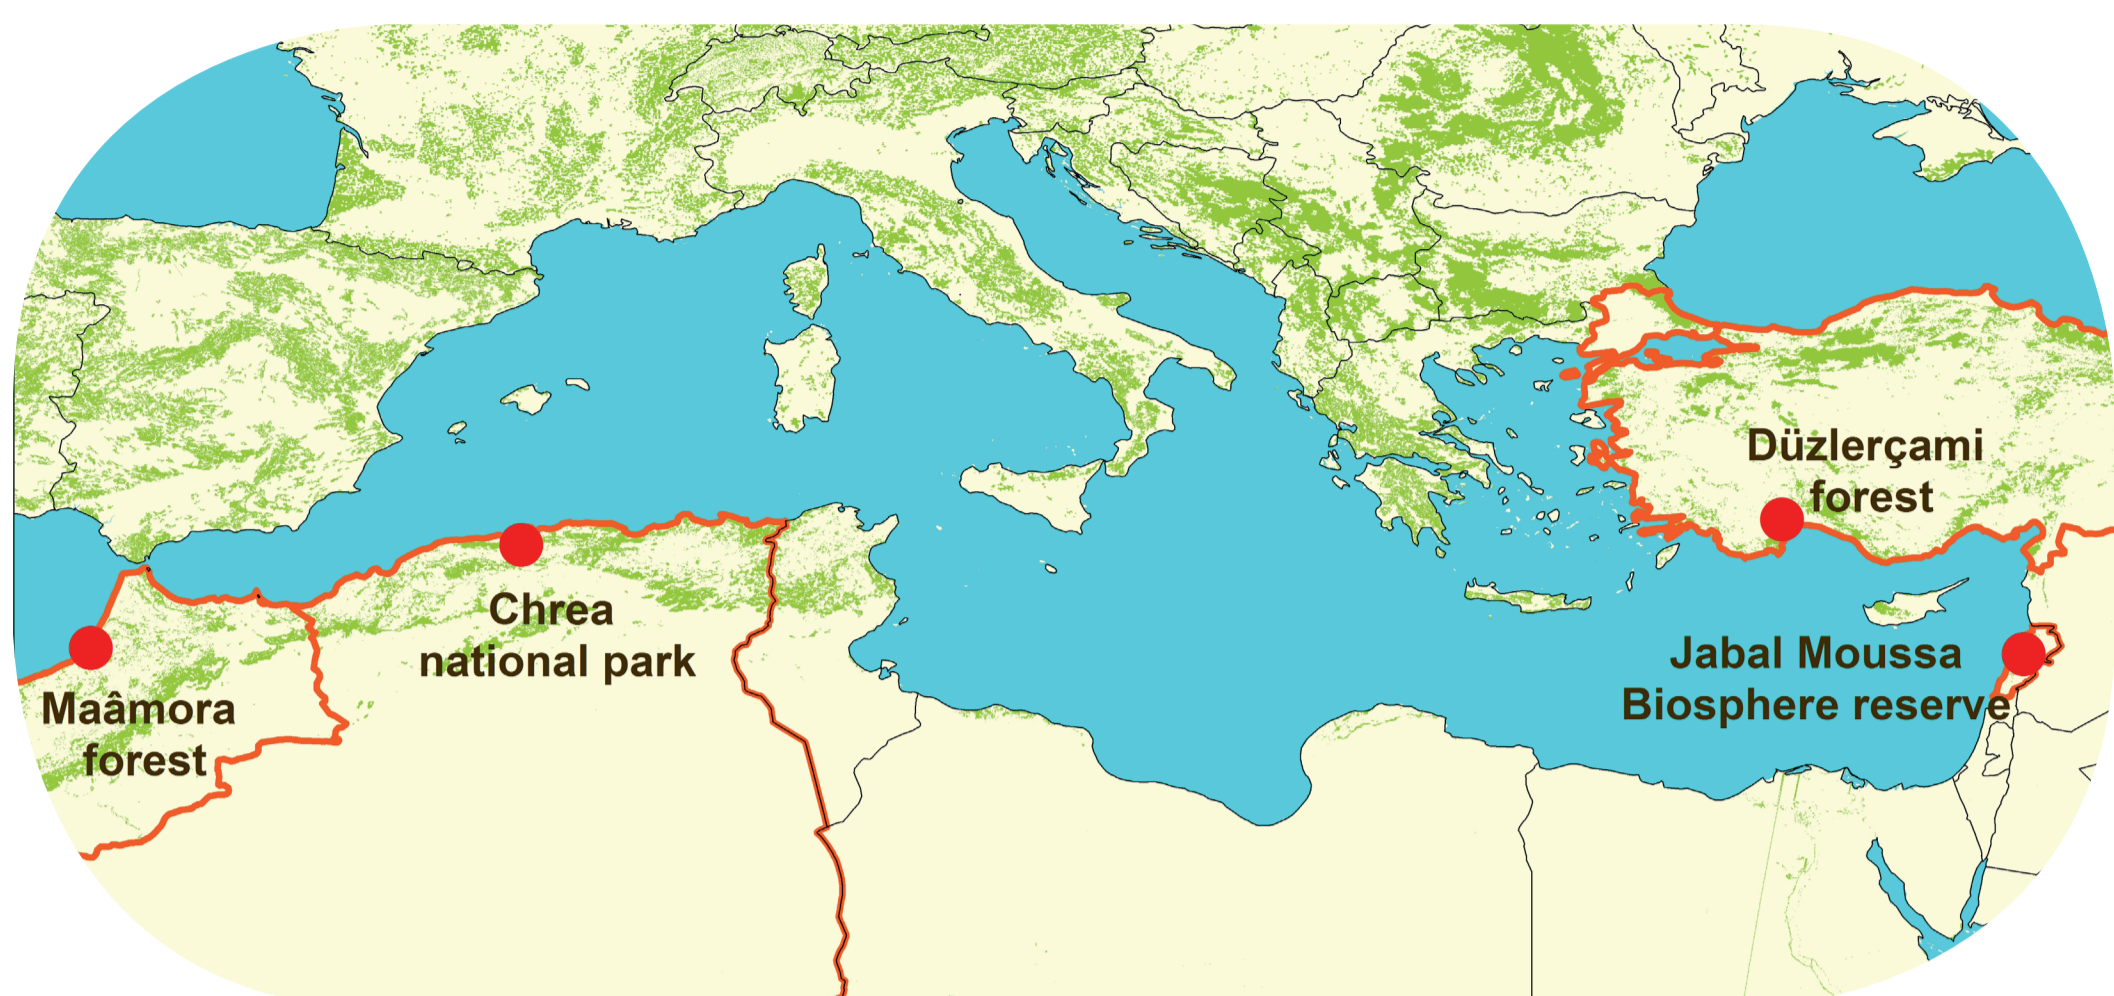 Düzlerçami
forest
Chrea
national park
Jabal Moussa
Biosphere reserve
Maâmora
forest